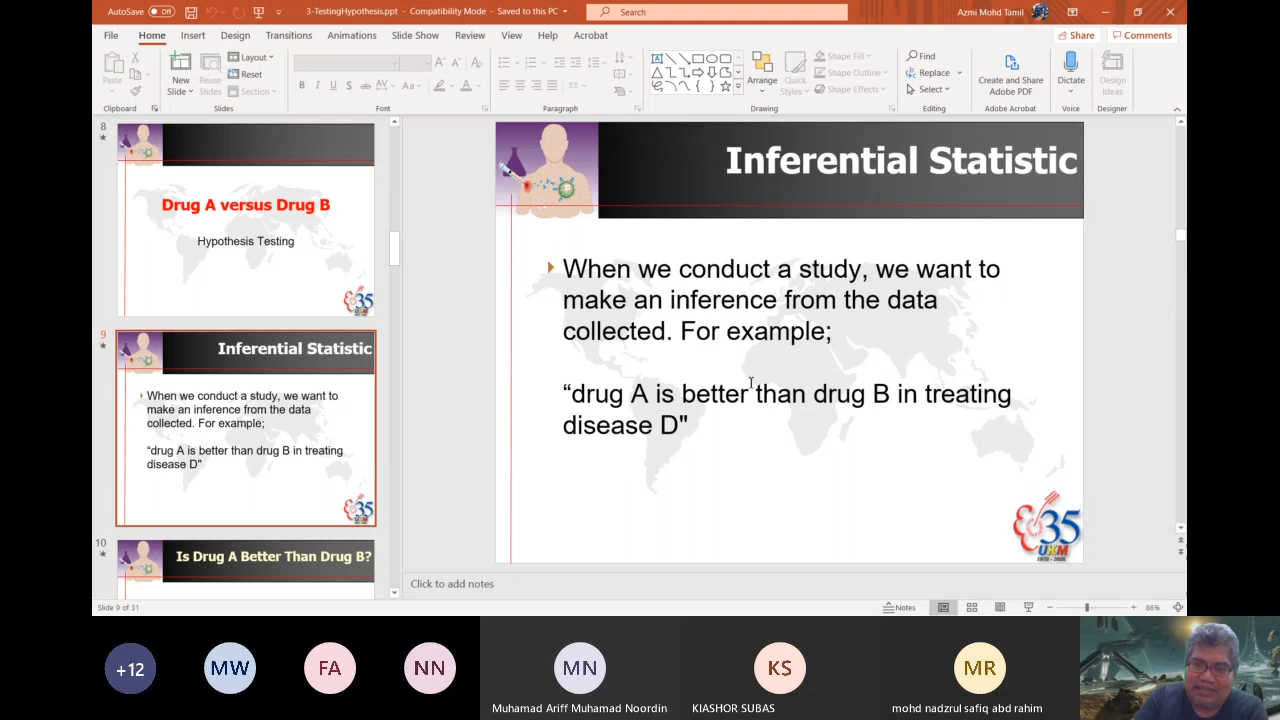 AutoSave Off
3-TestingHypothesis.ppt - Compatibility Mode - Saved to this PC
Search
Azmi Mohd Tamil
File Home Insert Design Transitions Animations Slide Show Review View Help Acrobat
Share Comments
Paste
New
Slide
Reuse
Slides
Layout
Reset
Section
Arrange
Quick
Styles
Shape Fill
Shape Outline
Shape Effects
Find
Replace
Select
Create and Share
Adobe PDF
Dictate
Design
Ideas
Clipboard Slides Font Paragraph Drawing Editing Adobe Acrobat Voice Designer
8
Drug A versus Drug B
Hypothesis Testing
35
9
Inferential Statistic
When we conduct a study, we want to
make an inference from the data
collected. For example;
“drug A is better than drug B in treating
disease D"
35
10
Is Drug A Better Than Drug B?
Inferential Statistic
When we conduct a study, we want to
make an inference from the data
collected. For example;
“drug A is better than drug B in treating
disease D"
35
UKM
Click to add notes
Slide 9 of 31
Notes
86%
+12
MW
FA
NN
MN
KS
MR
Muhamad Ariff Muhamad Noordin
KIASHOR SUBAS
mohd nadzrul safiq abd rahim